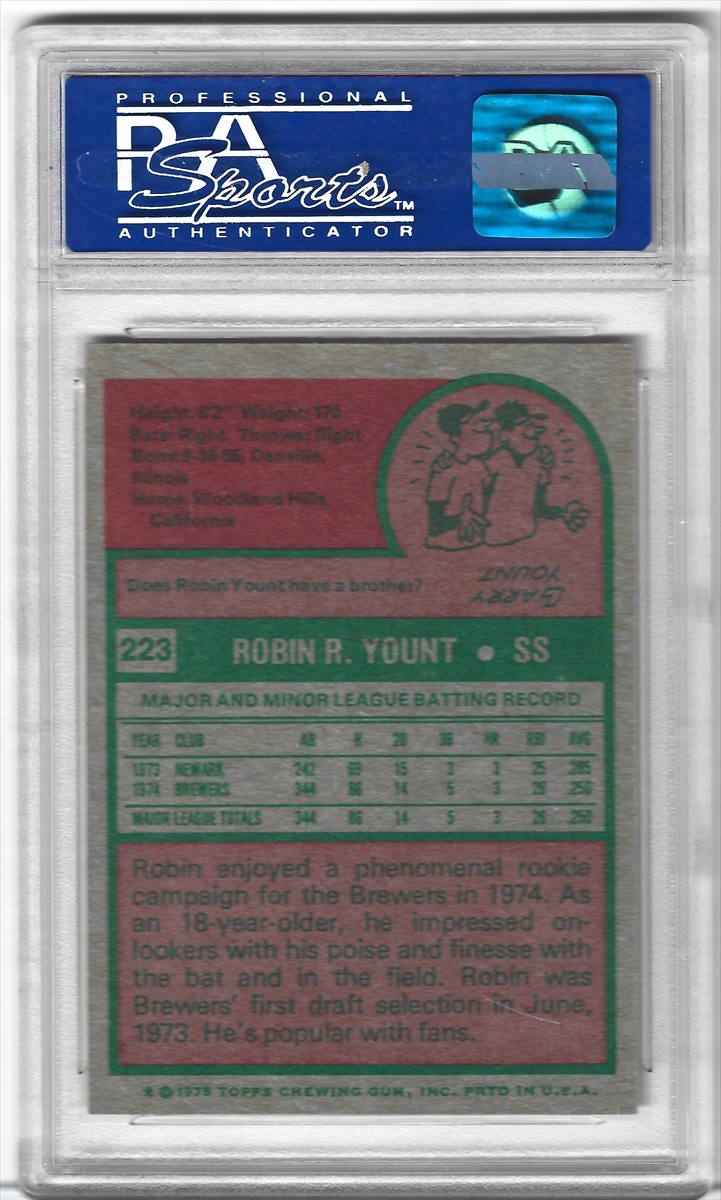 PROFESSIONAL
PSA
Sports™
AUTHENTICATOR
Height: 6'2" Weight: 170
Bats: Right Throws: Right
Born: 9-16-55, Danville,
Illinois
Home: Woodland Hills,
California
Does Robin Yount have a brother?
LARRY
YOUNT
223 ROBIN R. YOUNT • SS
MAJOR AND MINOR LEAGUE BATTING RECORD
YEAR CLUB AB H 2B 3B HR RBI AVG
1973 NEWARK 242 69 15 3 3 25 285
1974 BREWERS 344 86 14 5 3 26 250
MAJOR LEAGUE TOTALS 344 86 14 5 3 26 250
Robin enjoyed a phenomenal rookie
campaign for the Brewers in 1974. As
an 18-year-older, he impressed on-
lookers with his poise and finesse with
the bat and in the field. Robin was
Brewers' first draft selection in June,
1973. He's popular with fans.
* © 1975 TOPPS CHEWING GUM, INC. PRTD IN U.S.A.